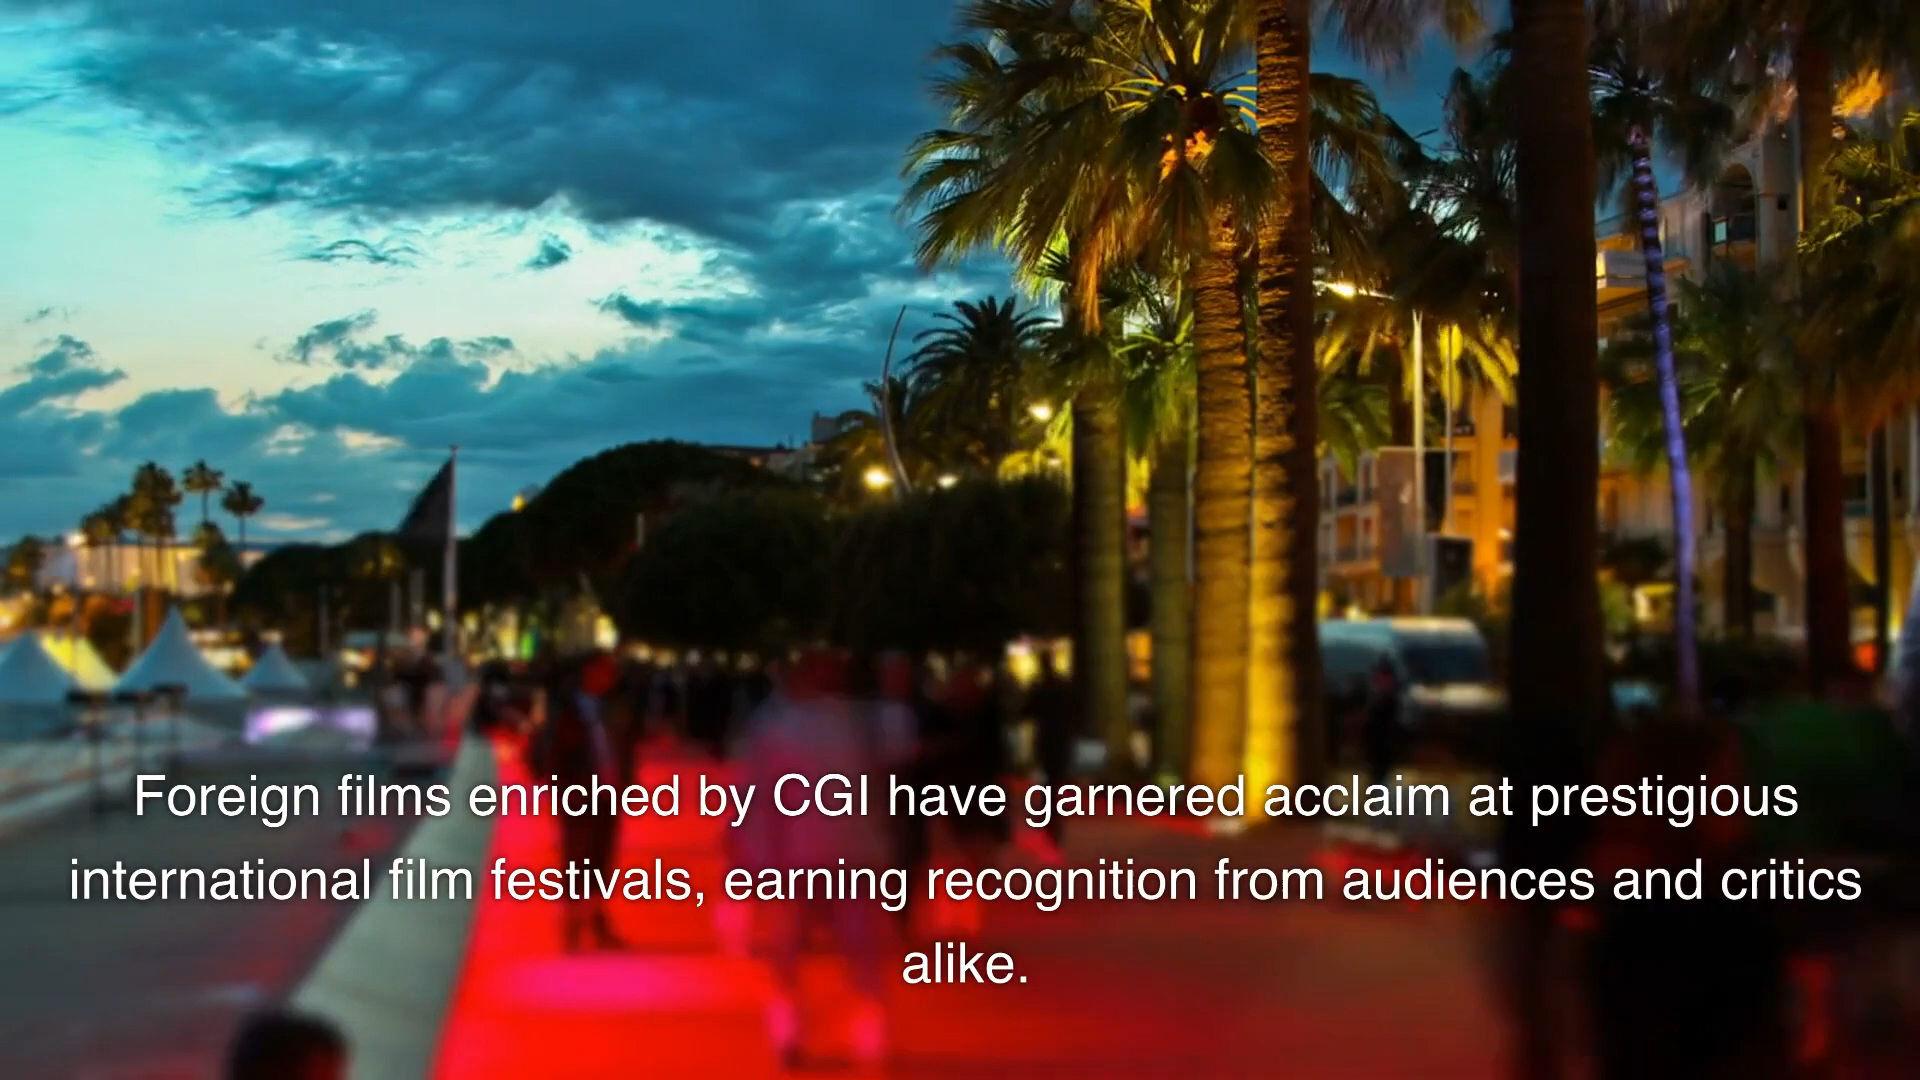 Foreign films enriched by CGI have garnered acclaim at prestigious
international film festivals, earning recognition from audiences and critics
alike.